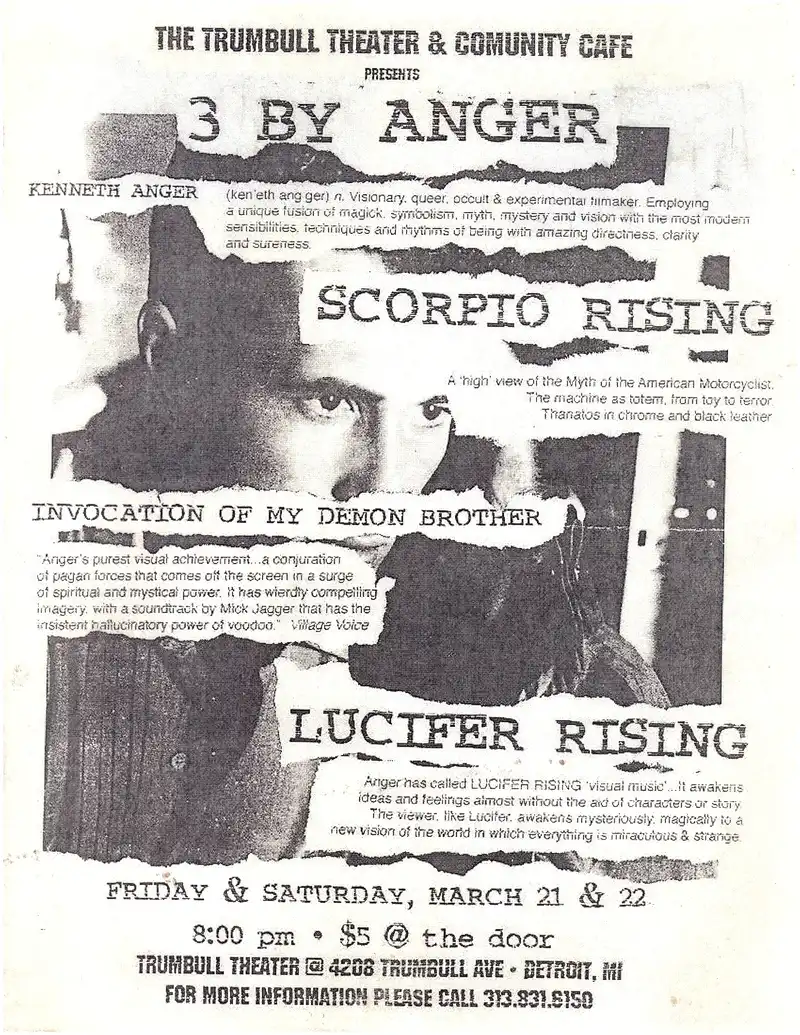 THE TRUMBULL THEATER & COMUNITY CAFE
PRESENTS
3 BY ANGER
KENNETH ANGER
(ken'eth ang'ger) n. Visionary, queer, occult & experimental filmaker. Employing
a unique fusion of magick, symbolism, myth, mystery and vision with the most modern
sensibilities, techniques and rhythms of being with amazing directness, clarity
and sureness.
SCORPIO RISING
A 'high' view of the Myth of the American Motorcyclist.
The machine as totem, from toy to terror.
Thanatos in chrome and black leather
INVOCATION OF MY DEMON BROTHER
"Anger's purest visual achievement...a conjuration
of pagan forces that comes off the screen in a surge
of spiritual and mystical power. It has wierdly compelling
imagery, with a soundtrack by Mick Jagger that has the
insistent hallucinatory power of voodoo." Village Voice
LUCIFER RISING
Anger has called LUCIFER RISING 'visual music'...It awakens
ideas and feelings almost without the aid of characters or story.
The viewer, like Lucifer, awakens mysteriously, magically to a
new vision of the world in which everything is miraculous & strange.
FRIDAY & SATURDAY, MARCH 21 & 22
8:00 pm • $5 @ the door
TRUMBULL THEATER @ 4208 TRUMBULL AVE • DETROIT, MI
FOR MORE INFORMATION PLEASE CALL 313.831.6150